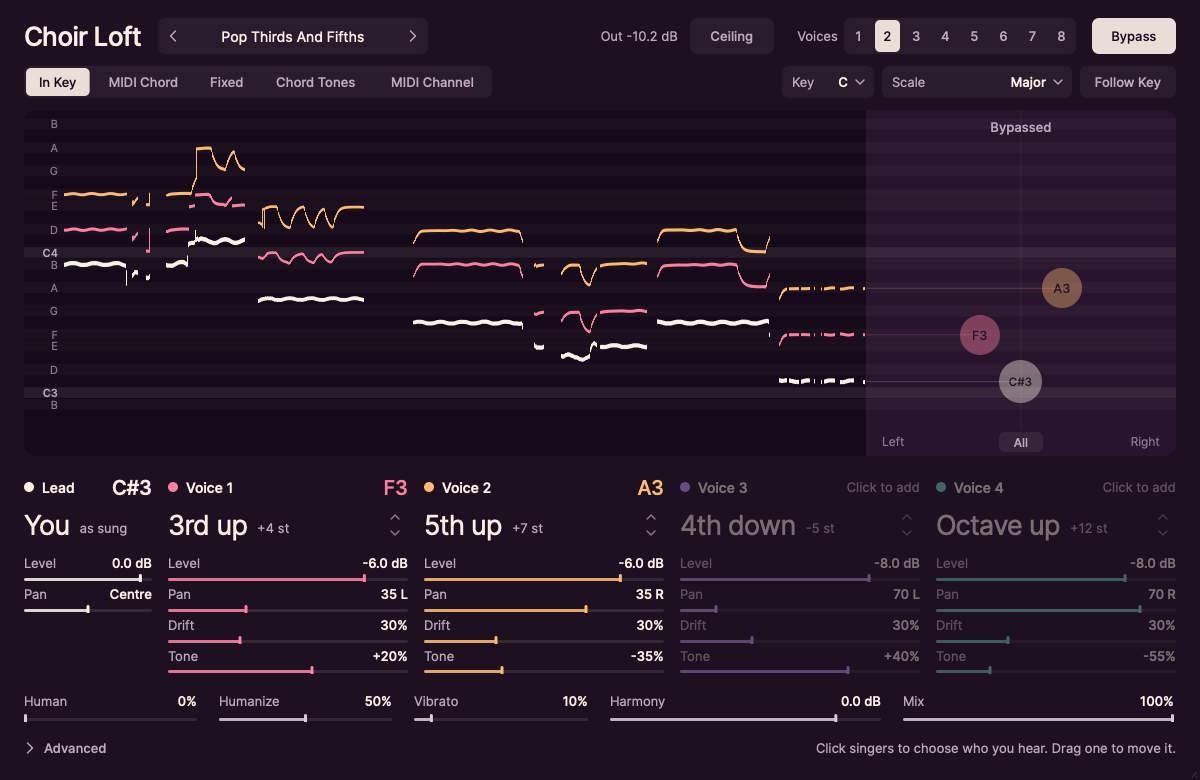 Choir Loft
Pop Thirds And Fifths
Out -10.2 dB
Ceiling
Voices 1 2 3 4 5 6 7 8
Bypass
In Key
MIDI Chord
Fixed
Chord Tones
MIDI Channel
Key C
Scale Major
Follow Key
B
A
G
F
E
D
C4
B
A
G
F
E
D
C3
B
Bypassed
A3
F3
C#3
Left
All
Right
Lead C#3
You as sung
Level 0.0 dB
Pan Centre
Voice 1 F3
3rd up +4 st
Level -6.0 dB
Pan 35 L
Drift 30%
Tone +20%
Voice 2 A3
5th up +7 st
Level -6.0 dB
Pan 35 R
Drift 30%
Tone -35%
Voice 3 Click to add
4th down -5 st
Level -8.0 dB
Pan 70 L
Drift 30%
Tone +40%
Voice 4 Click to add
Octave up +12 st
Level -8.0 dB
Pan 70 R
Drift 30%
Tone -55%
Human 0%
Humanize 50%
Vibrato 10%
Harmony 0.0 dB
Mix 100%
Advanced
Click singers to choose who you hear. Drag one to move it.